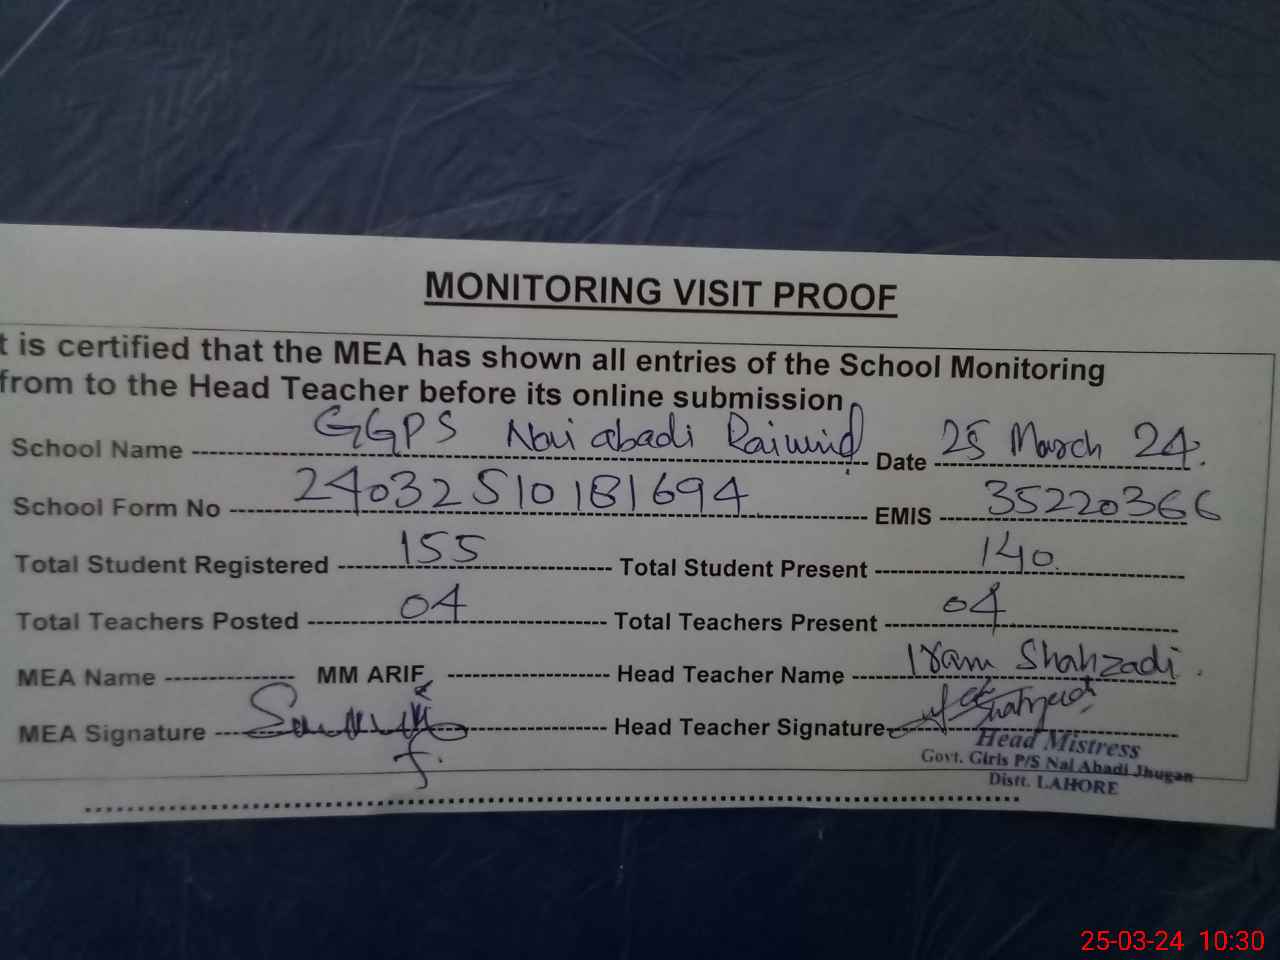 MONITORING VISIT PROOF
t is certified that the MEA has shown all entries of the School Monitoring
from to the Head Teacher before its online submission
School Name GGPS Nai abadi Raiwind Date 25 March 24.
School Form No 24032510181694 EMIS 35220366
Total Student Registered 155 Total Student Present 140
Total Teachers Posted 04 Total Teachers Present 04
MEA Name MM ARIF Head Teacher Name Iram Shahzadi.
MEA Signature Head Teacher Signature
Head Mistress
Govt. Girls P/S Nai Abadi Jhugan
Distt. LAHORE
25-03-24 10:30